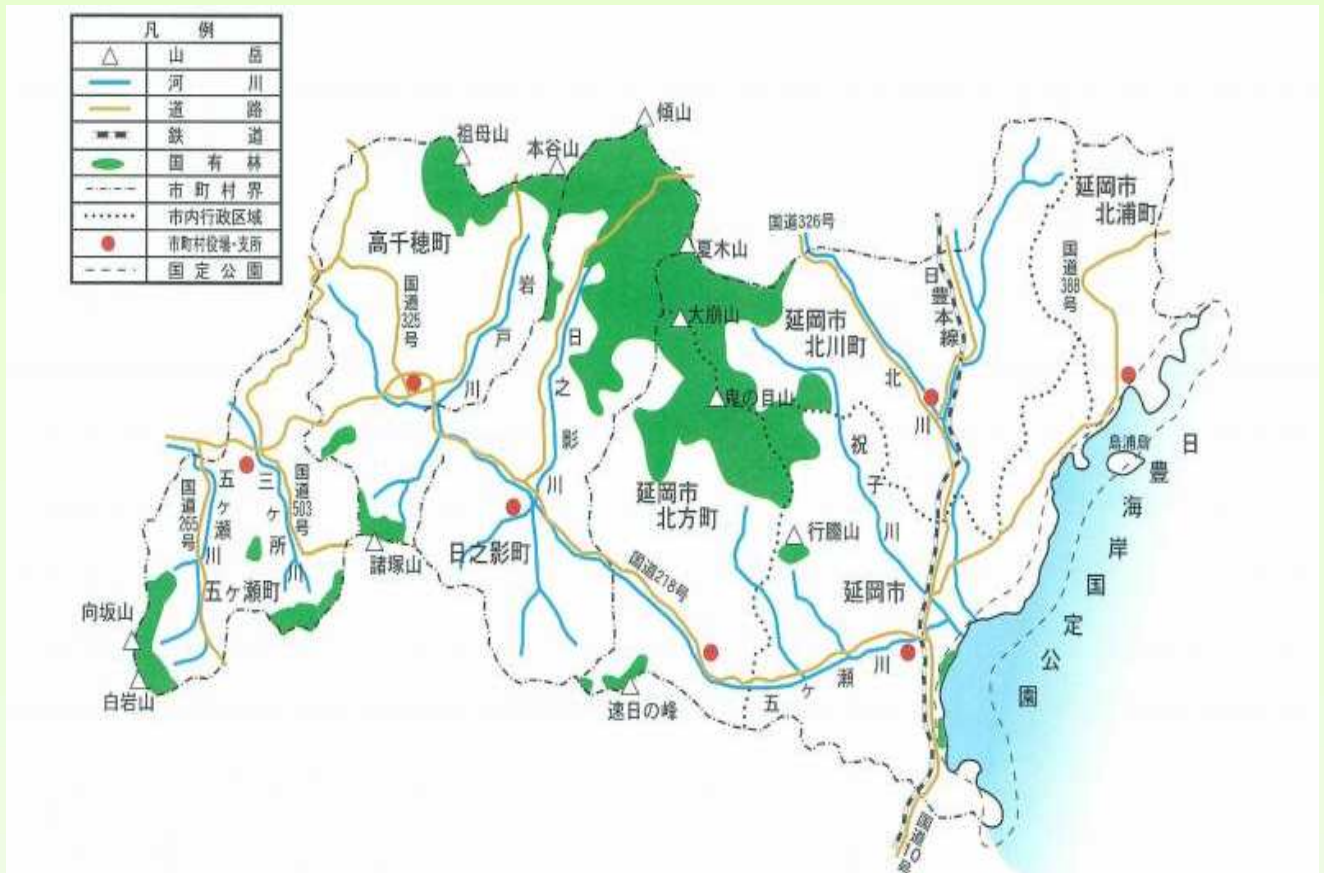 凡 例
山 岳
河 川
道 路
鉄 道
国 有 林
市 町 村 界
市内行政区域
市町村役場・支所
国 定 公 園
傾山
祖母山
本谷山
延岡市
北浦町
国道326号
高千穂町
夏木山
国道388号
国道325号
岩戸川
日豊本線
大崩山
延岡市
北川町
日之影川
北川
鬼の目山
島浦島
日豊海岸国定公園
祝子川
国道265号
五ヶ瀬川
三ヶ所川
国道503号
延岡市
北方町
行縢山
諸塚山
日之影町
国道218号
五ヶ瀬町
延岡市
向坂山
白岩山
速日の峰
五ヶ瀬川
国道10号